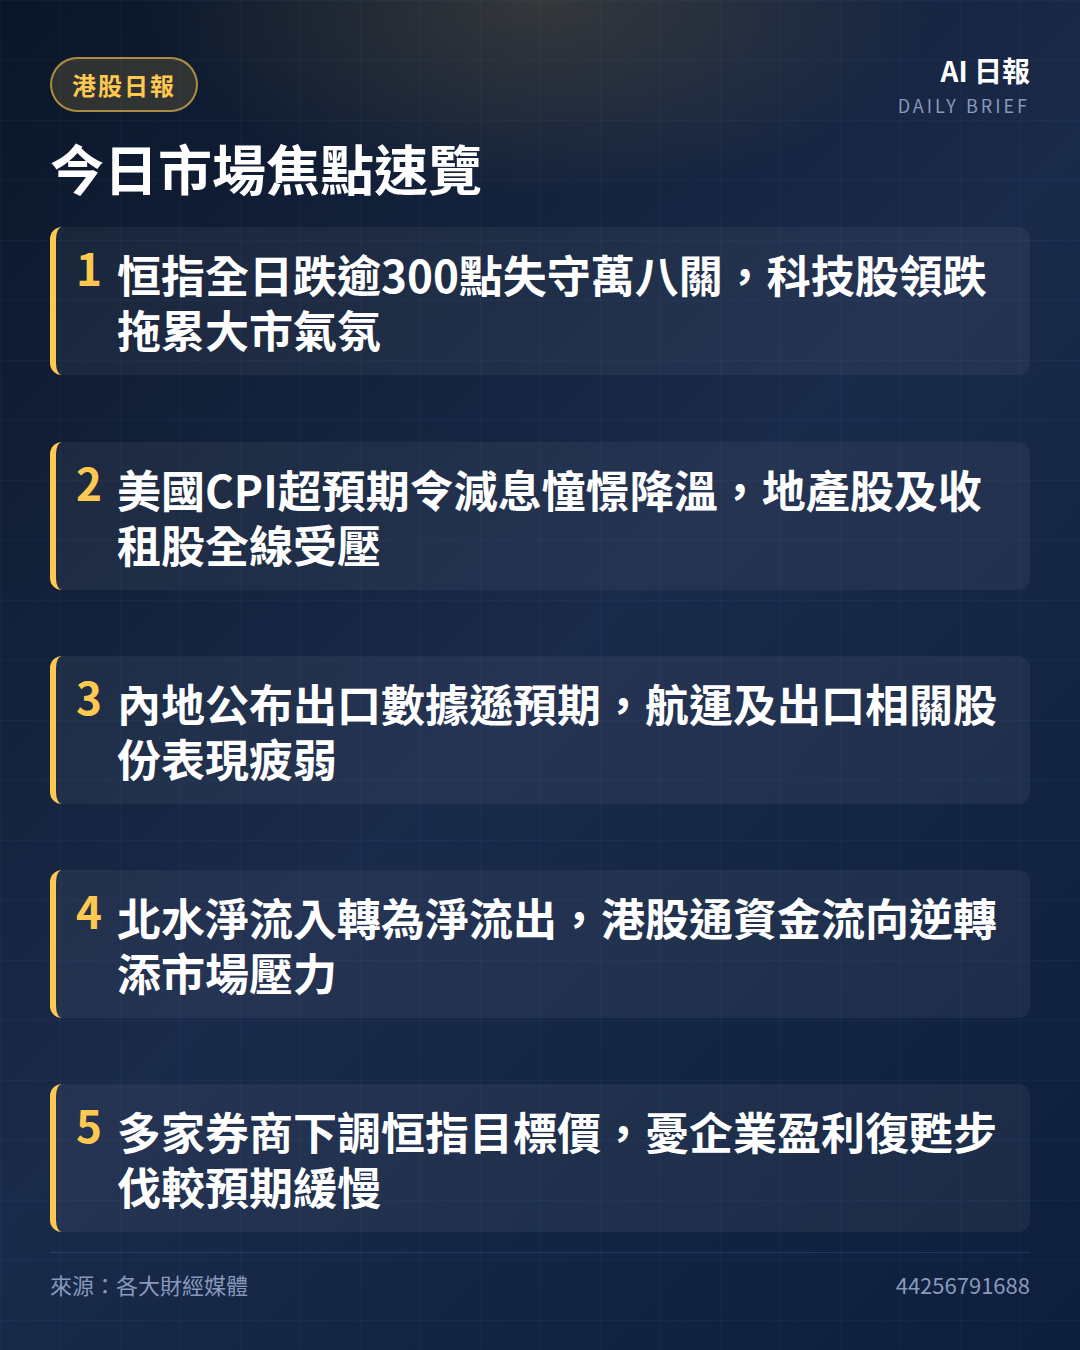 港股日報
AI 日報
DAILY BRIEF
今日市場焦點速覽
1 恒指全日跌逾300點失守萬八關，科技股領跌
拖累大市氣氛
2 美國CPI超預期令減息憧憬降溫，地產股及收
租股全線受壓
3 內地公布出口數據遜預期，航運及出口相關股
份表現疲弱
4 北水淨流入轉為淨流出，港股通資金流向逆轉
添市場壓力
5 多家券商下調恒指目標價，憂企業盈利復甦步
伐較預期緩慢
來源：各大財經媒體
44256791688